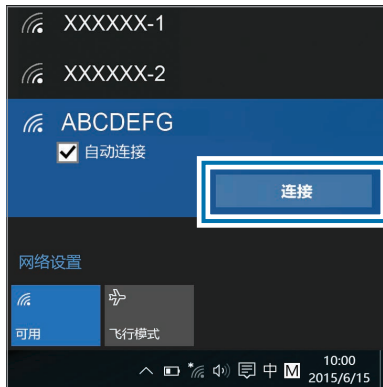 XXXXXX-1
XXXXXX-2
ABCDEFG
自动连接
连接
网络设置
可用
飞行模式
中 M 10:00
2015/6/15